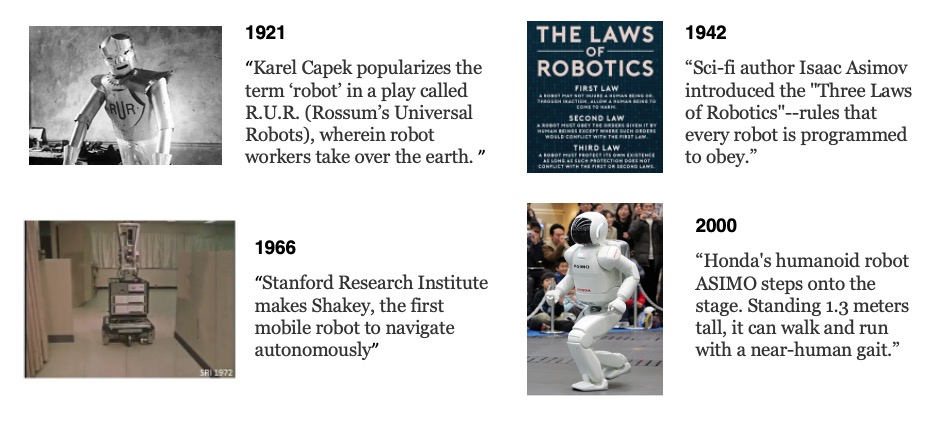 1921
"Karel Capek popularizes the
term ‘robot’ in a play called
R.U.R. (Rossum’s Universal
Robots), wherein robot
workers take over the earth. ”
RUR
THE LAWS
OF
ROBOTICS
FIRST LAW
A ROBOT MAY NOT INJURE A HUMAN BEING OR,
THROUGH INACTION, ALLOW A HUMAN BEING TO
COME TO HARM.
SECOND LAW
A ROBOT MUST OBEY THE ORDERS GIVEN IT BY
HUMAN BEINGS EXCEPT WHERE SUCH ORDERS
WOULD CONFLICT WITH THE FIRST LAW.
THIRD LAW
A ROBOT MUST PROTECT ITS OWN EXISTENCE
AS LONG AS SUCH PROTECTION DOES NOT
CONFLICT WITH THE FIRST OR SECOND LAWS.
1942
“Sci-fi author Isaac Asimov
introduced the "Three Laws
of Robotics"--rules that
every robot is programmed
to obey.”
SRI 1972
1966
"Stanford Research Institute
makes Shakey, the first
mobile robot to navigate
autonomously”
ASIMO
HONDA
2000
“Honda's humanoid robot
ASIMO steps onto the
stage. Standing 1.3 meters
tall, it can walk and run
with a near-human gait.”